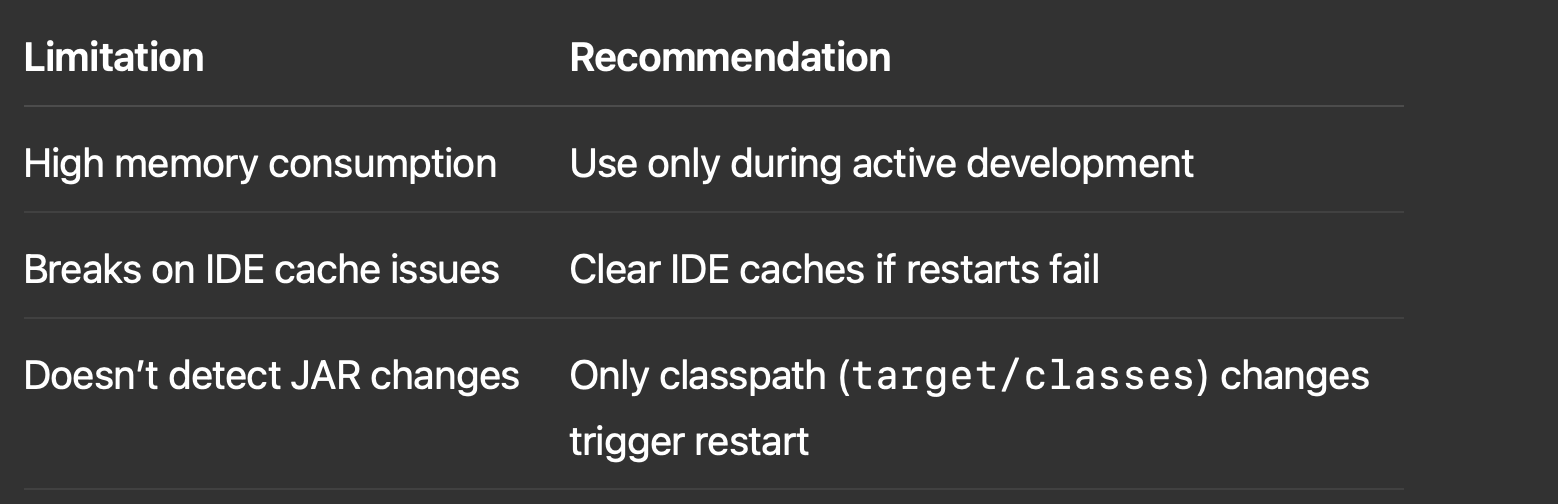 Limitation Recommendation
High memory consumption Use only during active development
Breaks on IDE cache issues Clear IDE caches if restarts fail
Doesn’t detect JAR changes Only classpath (target/classes) changes
trigger restart